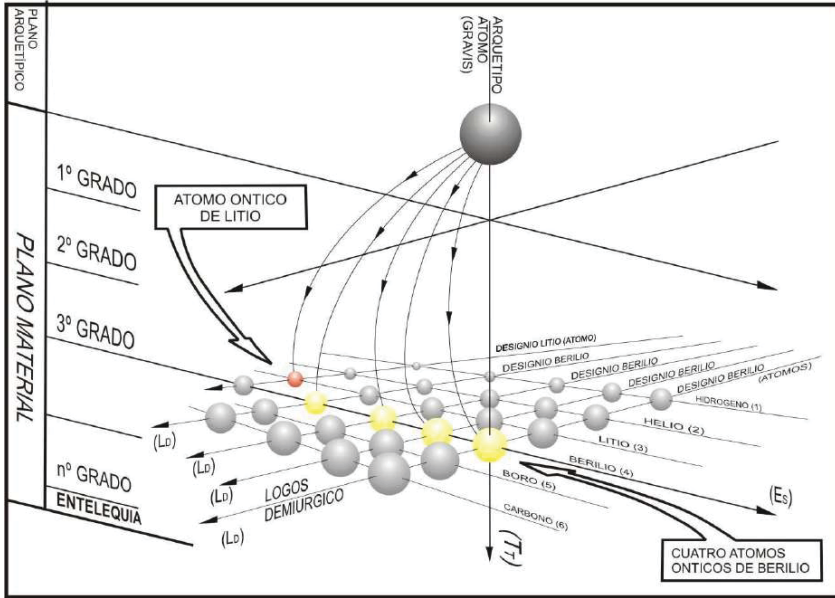 PLANO
ARQUETÍPICO
ARQUETIPO
ATOMO
(GRAVIS)
1º GRADO
ATOMO ONTICO
DE LITIO
2º GRADO
PLANO MATERIAL
3º GRADO
DESIGNIO LITIO (ATOMO)
DESIGNIO BERILIO
DESIGNIO BERILIO
DESIGNIO BERILIO
DESIGNIO BERILIO
(ATOMOS)
HIDROGENO (1)
HELIO (2)
LITIO (3)
BERILIO (4)
BORO (5)
CARBONO (6)
(LD)
(LD)
(LD)
(LD)
LOGOS
DEMIURGICO
nº GRADO
ENTELEQUIA
(ES)
(TT)
CUATRO ATOMOS
ONTICOS DE BERILIO